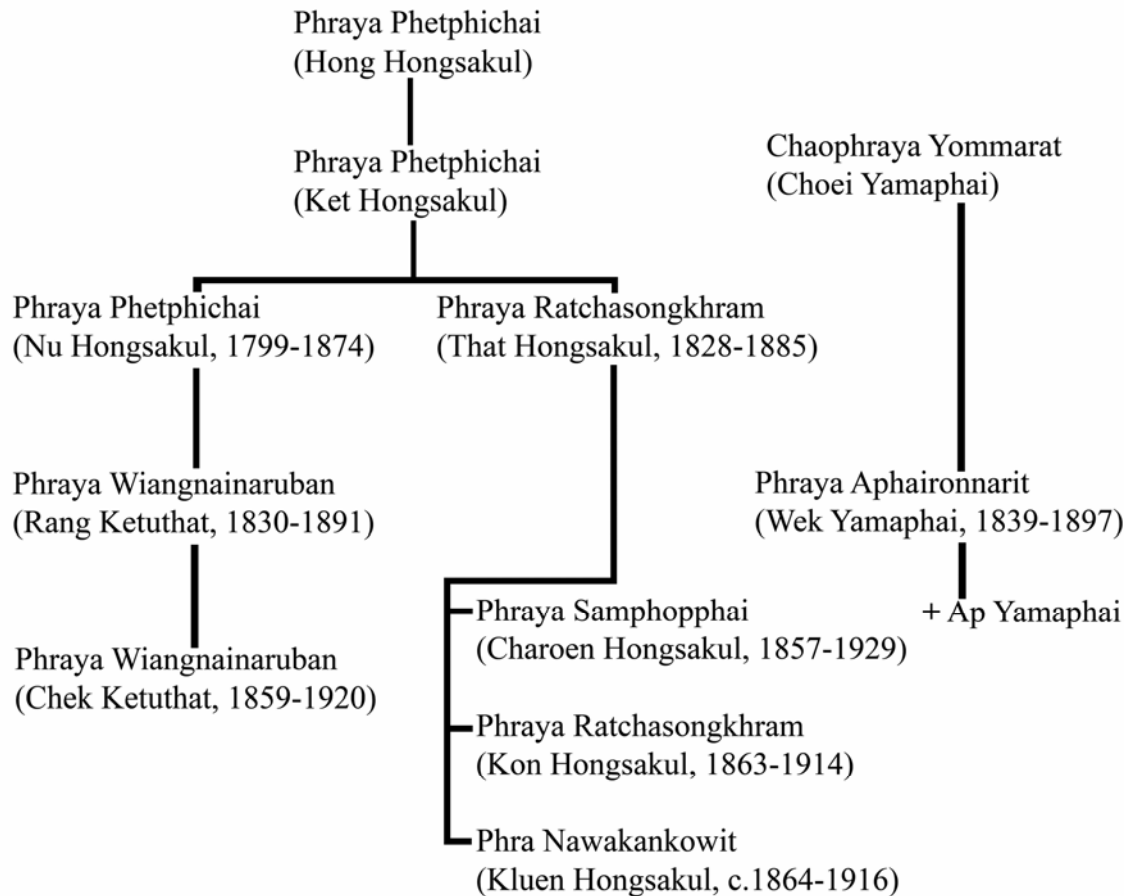 Phraya Phetphichai
(Hong Hongsakul)
Phraya Phetphichai
(Ket Hongsakul)
Chaophraya Yommarat
(Choei Yamaphai)
Phraya Phetphichai
(Nu Hongsakul, 1799-1874)
Phraya Ratchasongkhram
(That Hongsakul, 1828-1885)
Phraya Wiangnainaruban
(Rang Ketuthat, 1830-1891)
Phraya Aphaironnarit
(Wek Yamaphai, 1839-1897)
Phraya Wiangnainaruban
(Chek Ketuthat, 1859-1920)
Phraya Samphopphai
(Charoen Hongsakul, 1857-1929)
+ Ap Yamaphai
Phraya Ratchasongkhram
(Kon Hongsakul, 1863-1914)
Phra Nawakankowit
(Kluen Hongsakul, c.1864-1916)